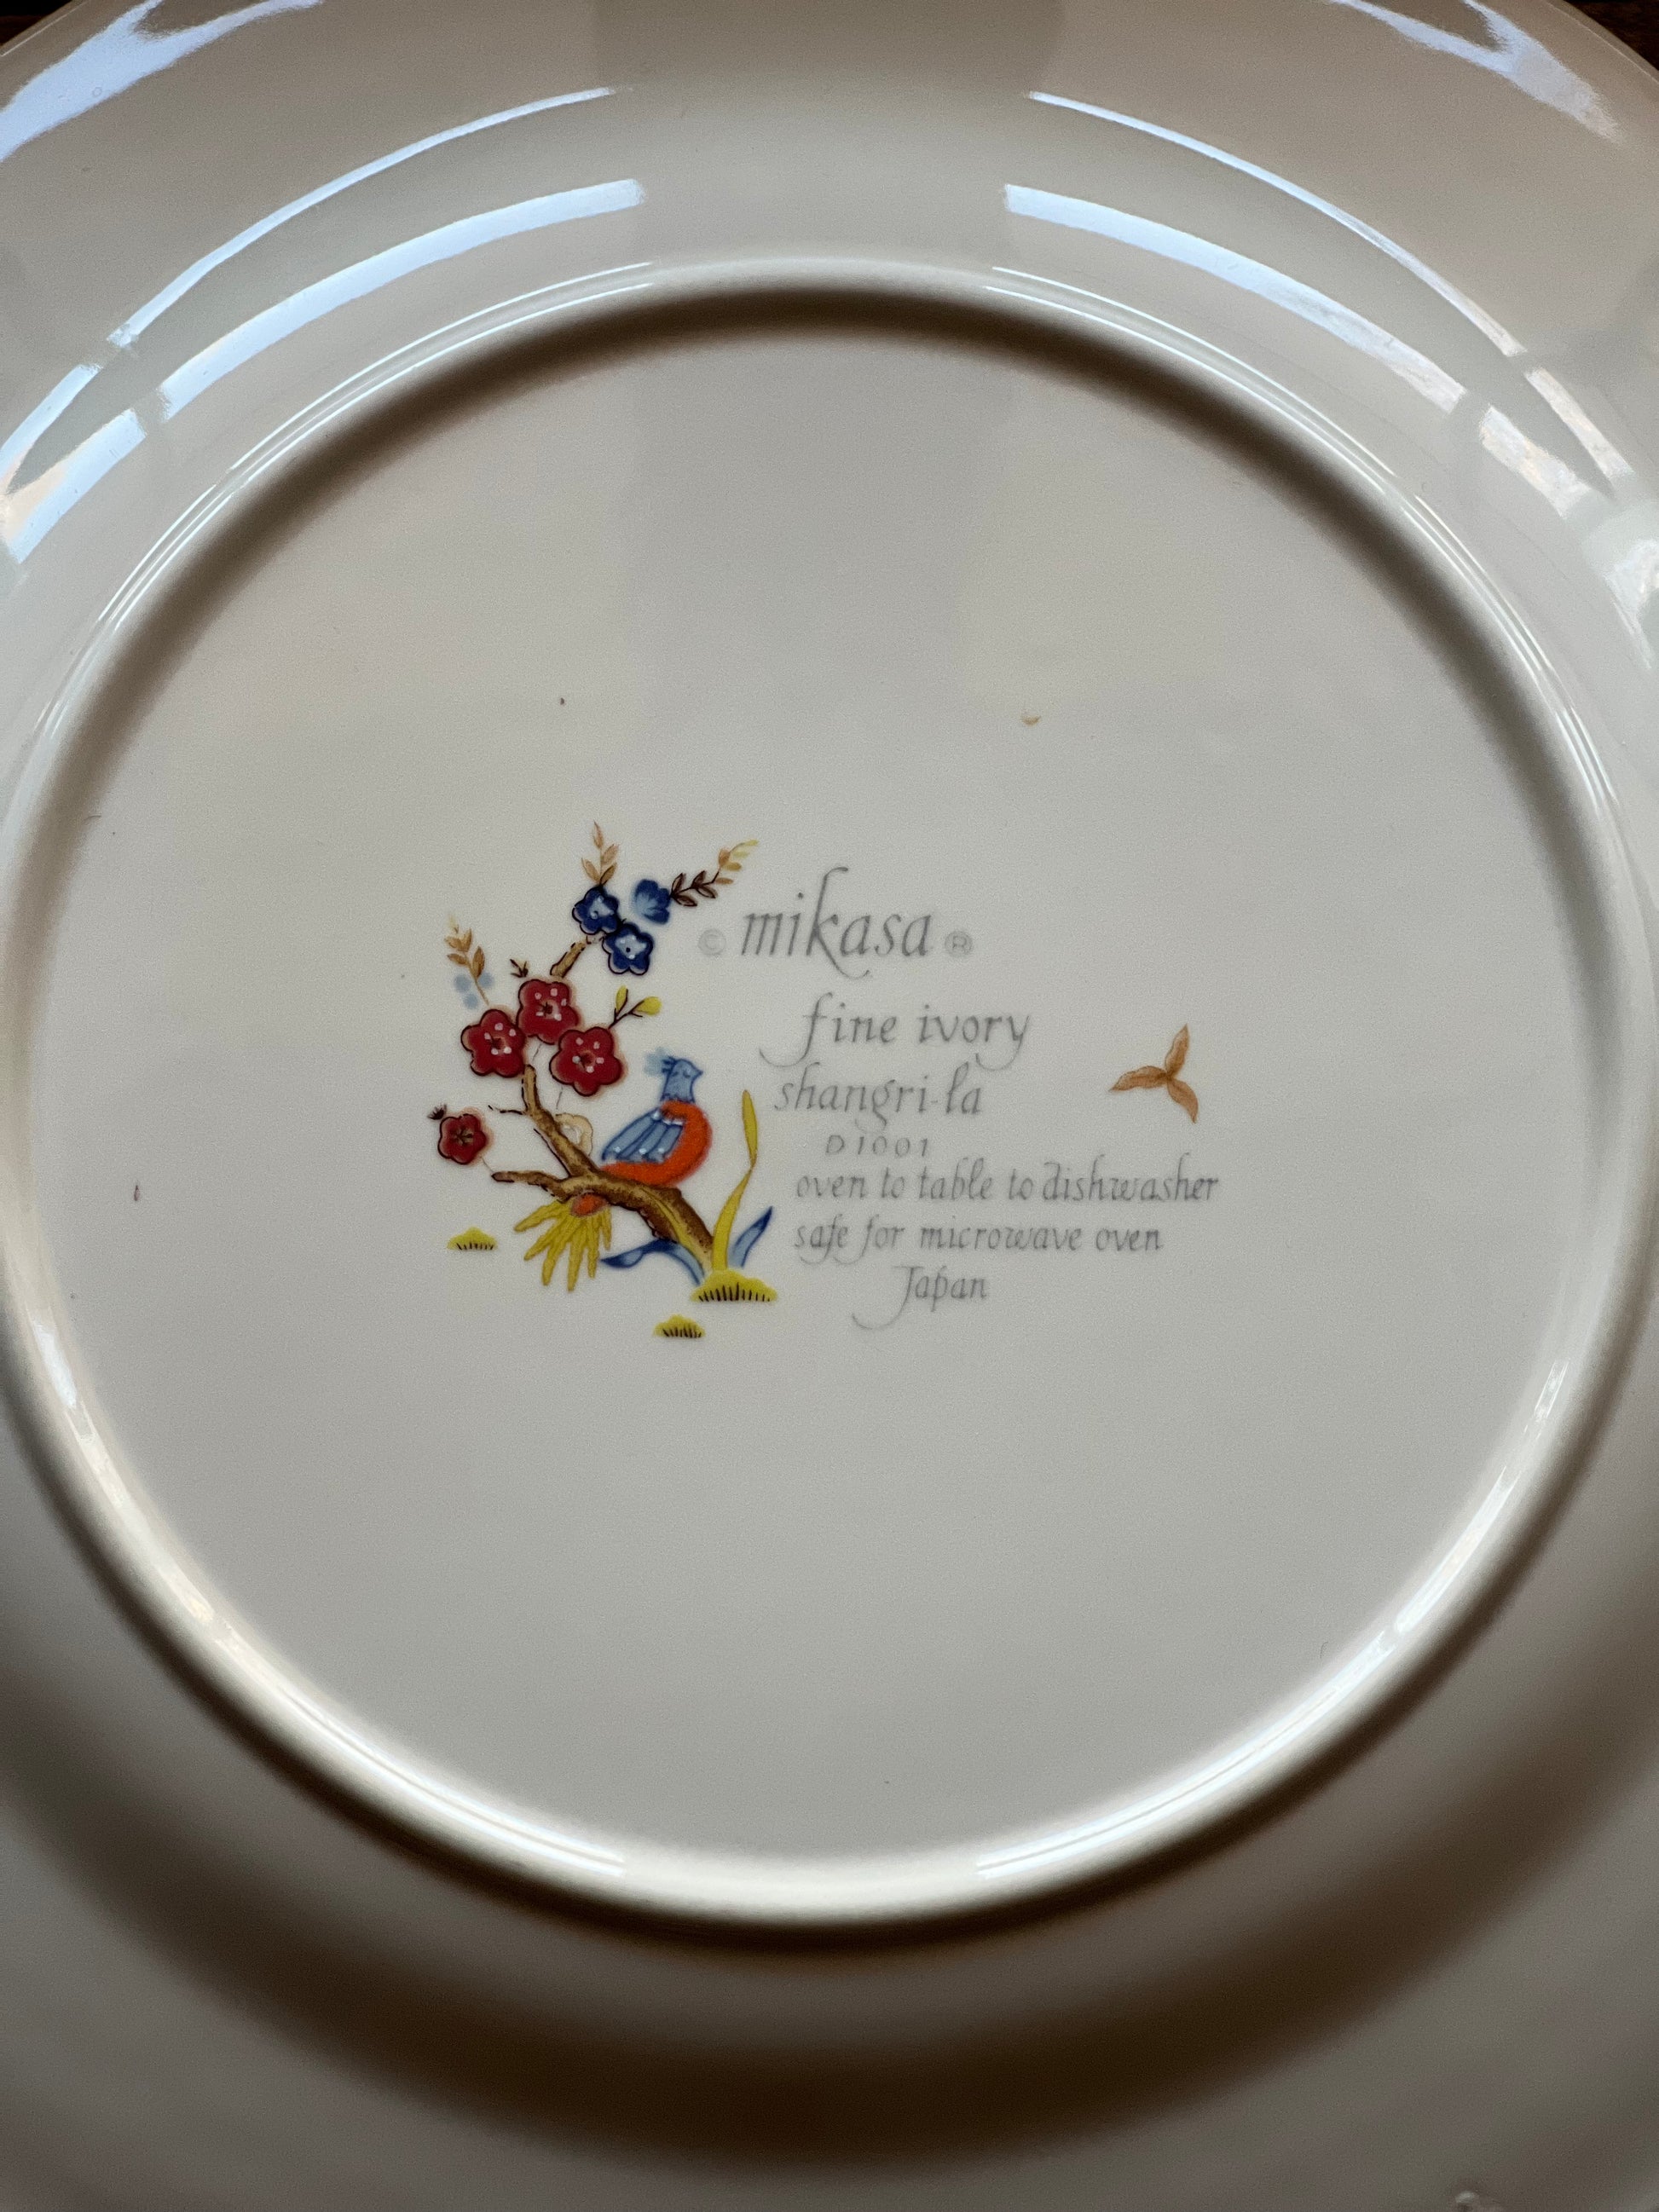 © mikasa ®
fine ivory
shangri-la
D1001
oven to table to dishwasher
safe for microwave oven
Japan